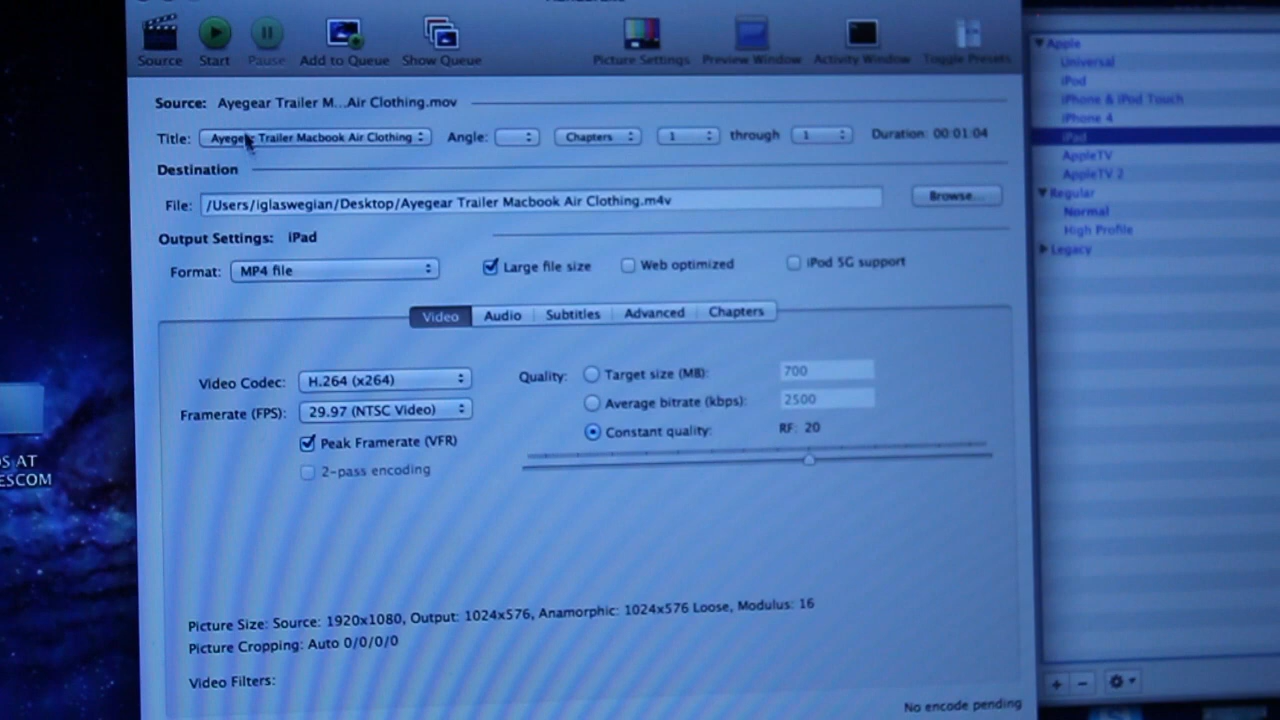 Source Start Pause Add to Queue Show Queue Picture Settings Preview Window Activity Window Toggle Presets
Source: Ayegear Trailer M...Air Clothing.mov
Title: Ayegear Trailer Macbook Air Clothing Angle: Chapters 1 through 1 Duration: 00:01:04
Destination
File: /Users/iglaswegian/Desktop/Ayegear Trailer Macbook Air Clothing.m4v Browse...
Output Settings: iPad
Format: MP4 file Large file size Web optimized iPod 5G support
Video Audio Subtitles Advanced Chapters
Video Codec: H.264 (x264) Quality: Target size (MB): 700
Framerate (FPS): 29.97 (NTSC Video) Average bitrate (kbps): 2500
Peak Framerate (VFR) Constant quality: RF: 20
2-pass encoding
Picture Size: Source: 1920x1080, Output: 1024x576, Anamorphic: 1024x576 Loose, Modulus: 16
Picture Cropping: Auto 0/0/0/0
Video Filters:
No encode pending
Apple
Universal
iPod
iPhone & iPod Touch
iPhone 4
iPad
AppleTV
AppleTV 2
Regular
Normal
High Profile
Legacy
AT